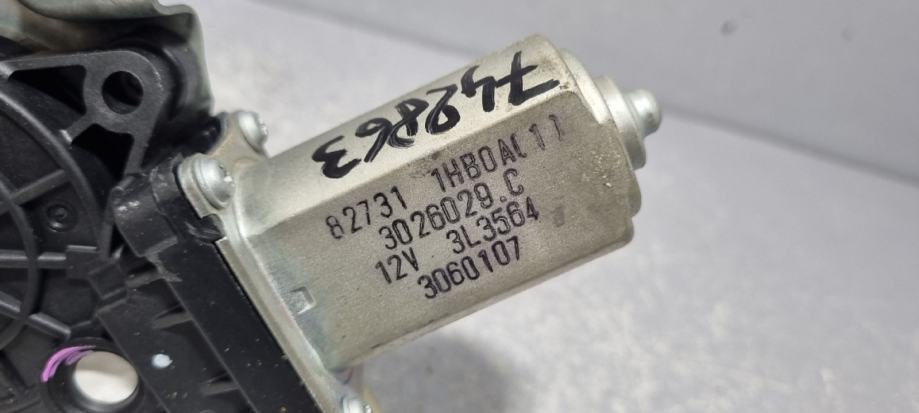 742863
82731 1HB0A(1)
3026029.C
12V 3L3564
3060107